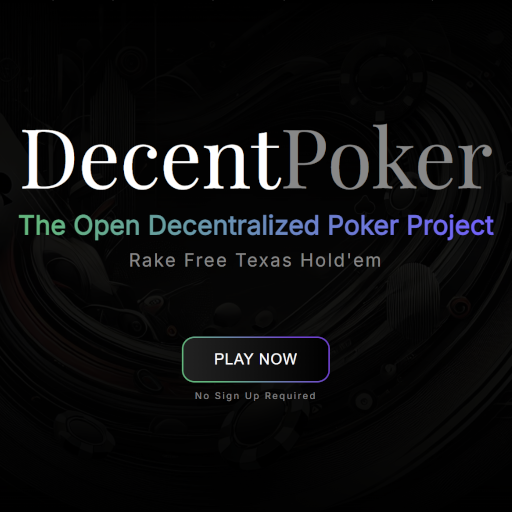 DecentPoker
The Open Decentralized Poker Project
Rake Free Texas Hold'em
PLAY NOW
No Sign Up Required